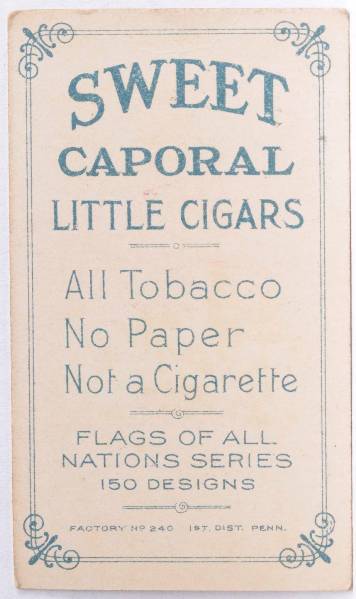 SWEET
CAPORAL
LITTLE CIGARS
All Tobacco
No Paper
Not a Cigarette
FLAGS OF ALL
NATIONS SERIES
150 DESIGNS
FACTORY Nº 240 1ST. DIST. PENN.